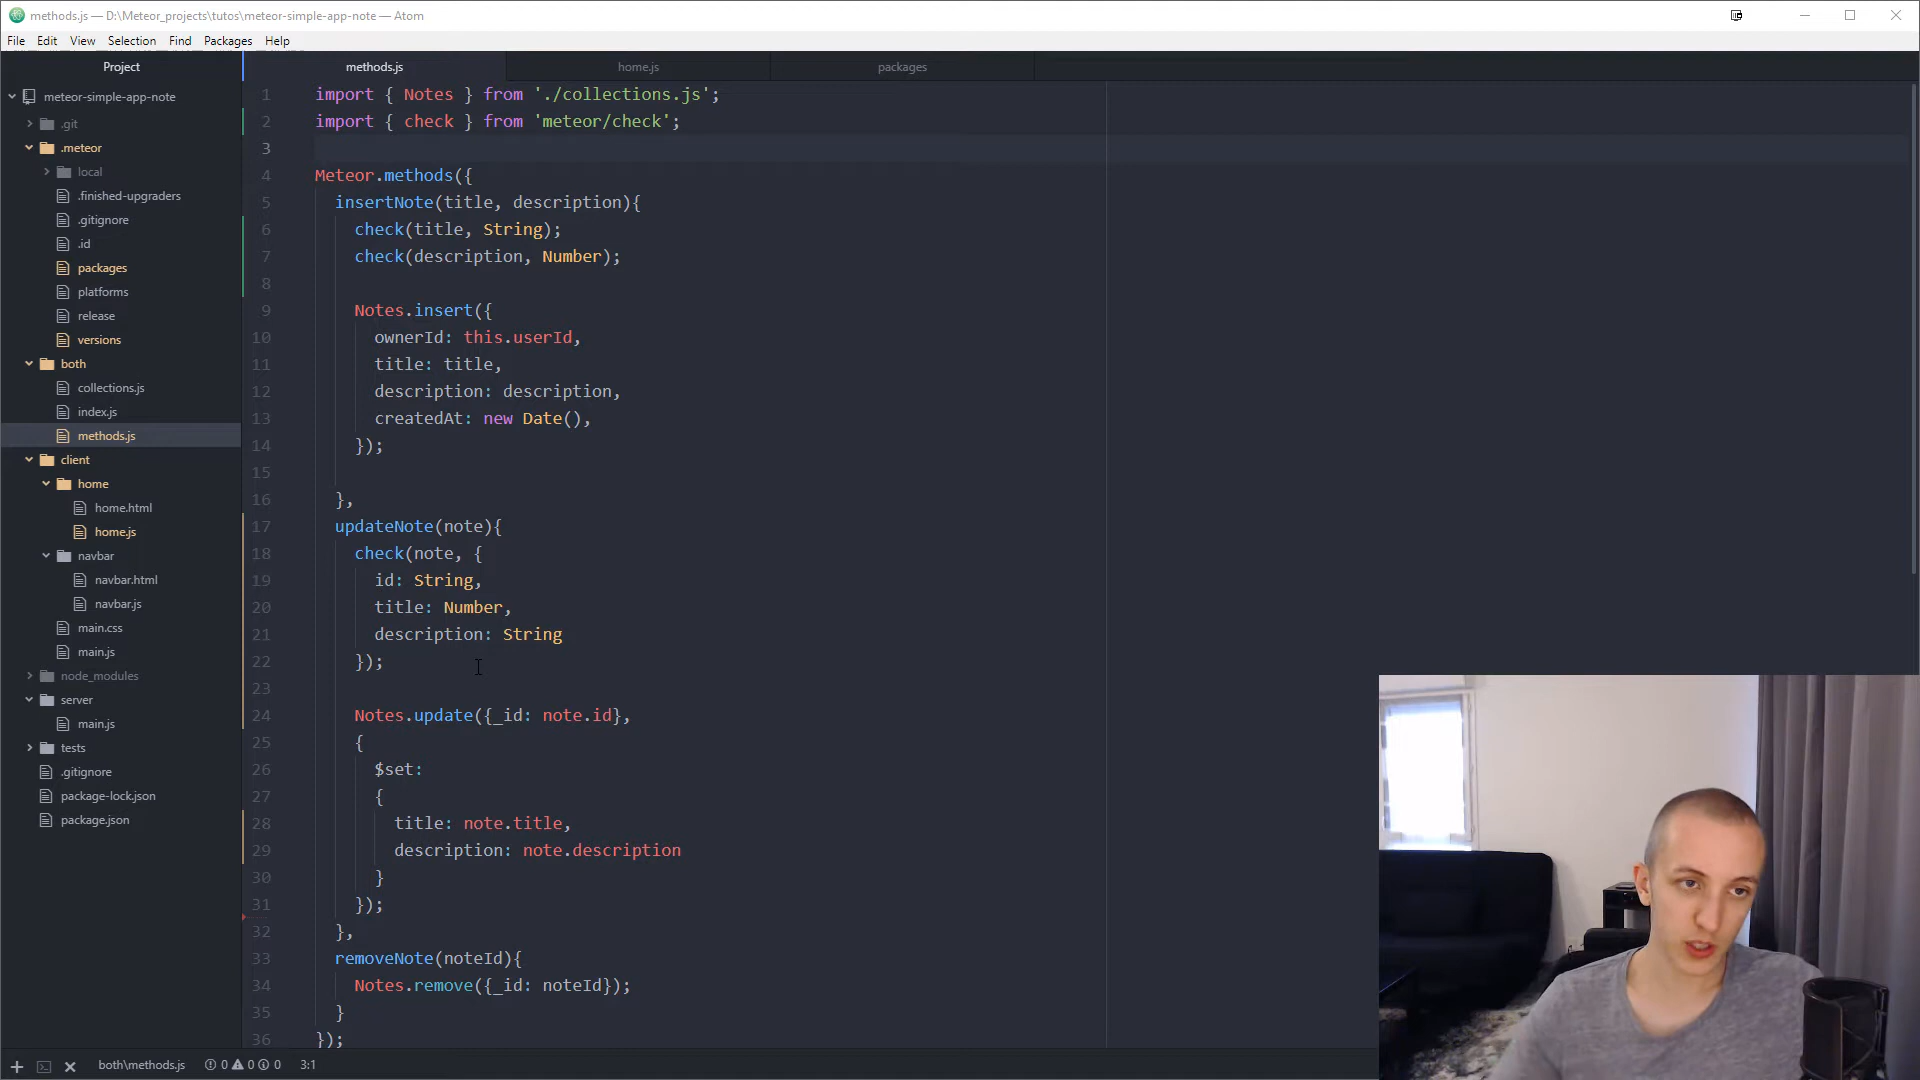 methods.js — D:\Meteor_projects\tutos\meteor-simple-app-note — Atom
File Edit View Selection Find Packages Help
Project
meteor-simple-app-note
.git
.meteor
local
.finished-upgraders
.gitignore
.id
packages
platforms
release
versions
both
collections.js
index.js
methods.js
client
home
home.html
home.js
navbar
navbar.html
navbar.js
main.css
main.js
node_modules
server
main.js
tests
.gitignore
package-lock.json
package.json
methods.js home.js packages
1 import { Notes } from './collections.js';
2 import { check } from 'meteor/check';
3
4 Meteor.methods({
5 insertNote(title, description){
6 check(title, String);
7 check(description, Number);
8
9 Notes.insert({
10 ownerId: this.userId,
11 title: title,
12 description: description,
13 createdAt: new Date(),
14 });
15
16 },
17 updateNote(note){
18 check(note, {
19 id: String,
20 title: Number,
21 description: String
22 });
23
24 Notes.update({_id: note.id},
25 {
26 $set:
27 {
28 title: note.title,
29 description: note.description
30 }
31 });
32 },
33 removeNote(noteId){
34 Notes.remove({_id: noteId});
35 }
36 });
both\methods.js 0 0 0 3:1